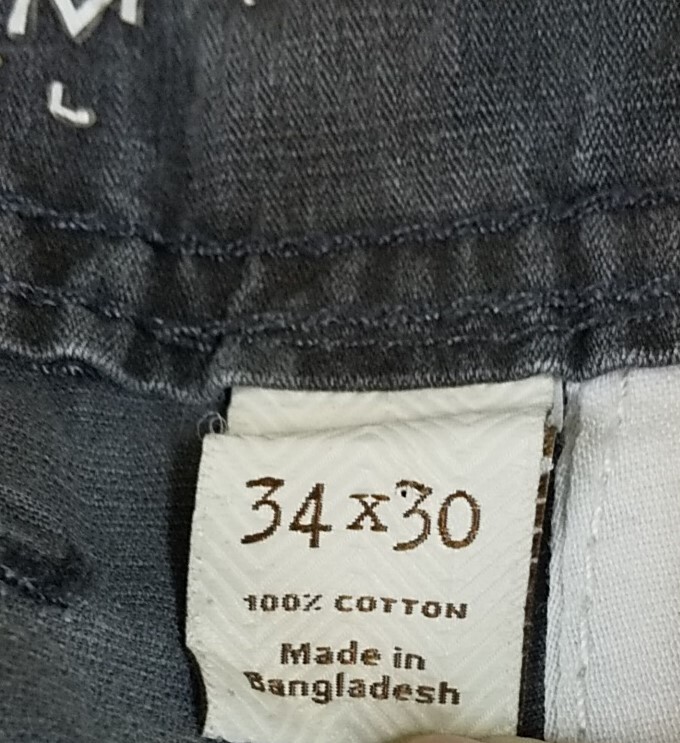 M
L
34 x 30
100% COTTON
Made in
Bangladesh